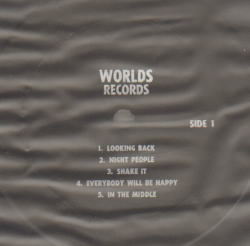 WORLDS
RECORDS
SIDE 1
1. LOOKING BACK
2. NIGHT PEOPLE
3. SHAKE IT
4. EVERYBODY WILL BE HAPPY
5. IN THE MIDDLE